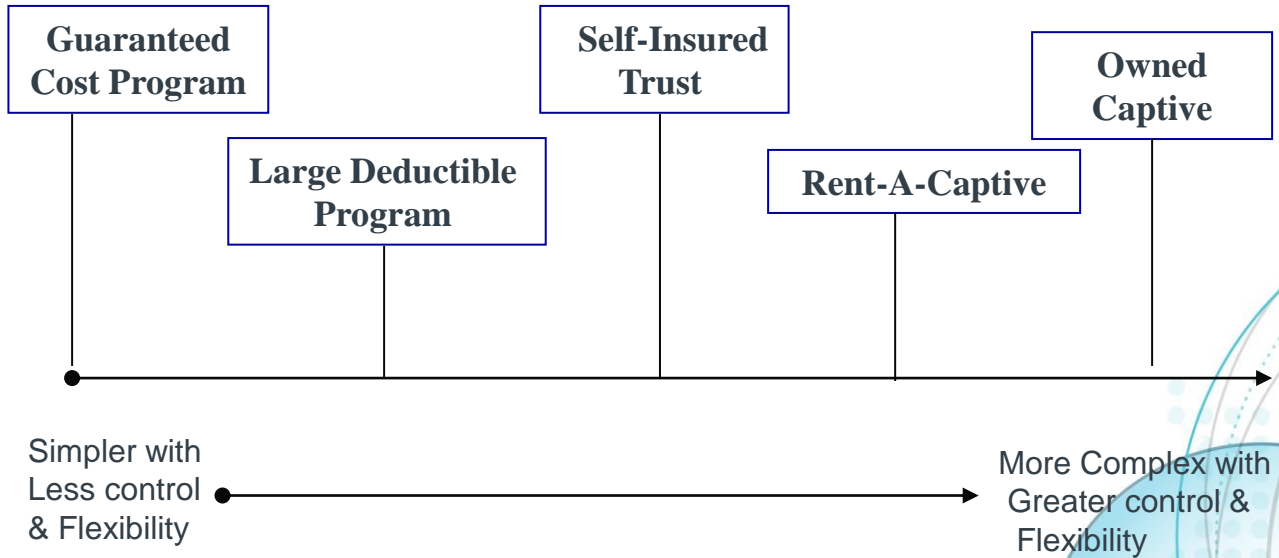 Guaranteed
Cost Program
Large Deductible
Program
Self-Insured
Trust
Rent-A-Captive
Owned
Captive
Simpler with
Less control
& Flexibility
More Complex with
Greater control &
Flexibility